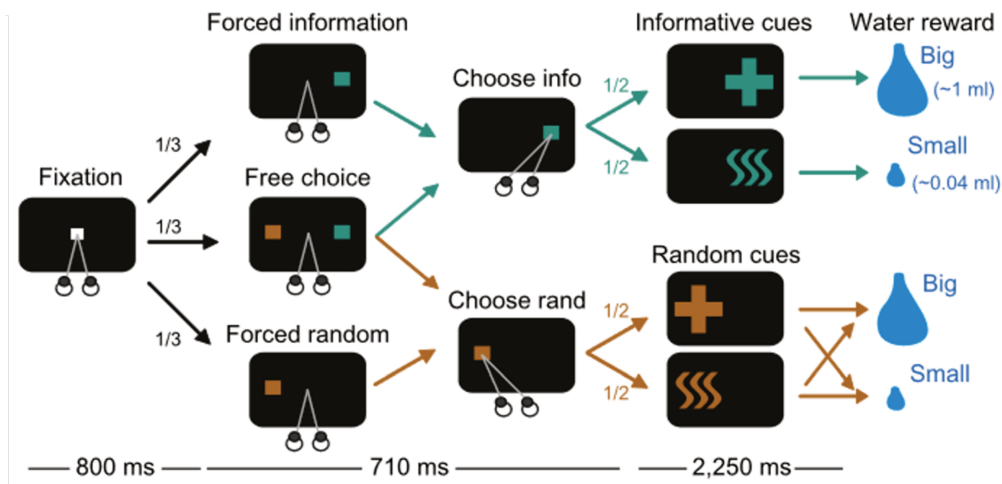 Forced information
Informative cues
Water reward
Choose info
Big
(~1 ml)
1/2
1/2
1/3
Small
(~0.04 ml)
Fixation
Free choice
1/3
Random cues
Choose rand
Big
1/2
1/3
Forced random
Small
1/2
800 ms
710 ms
2,250 ms